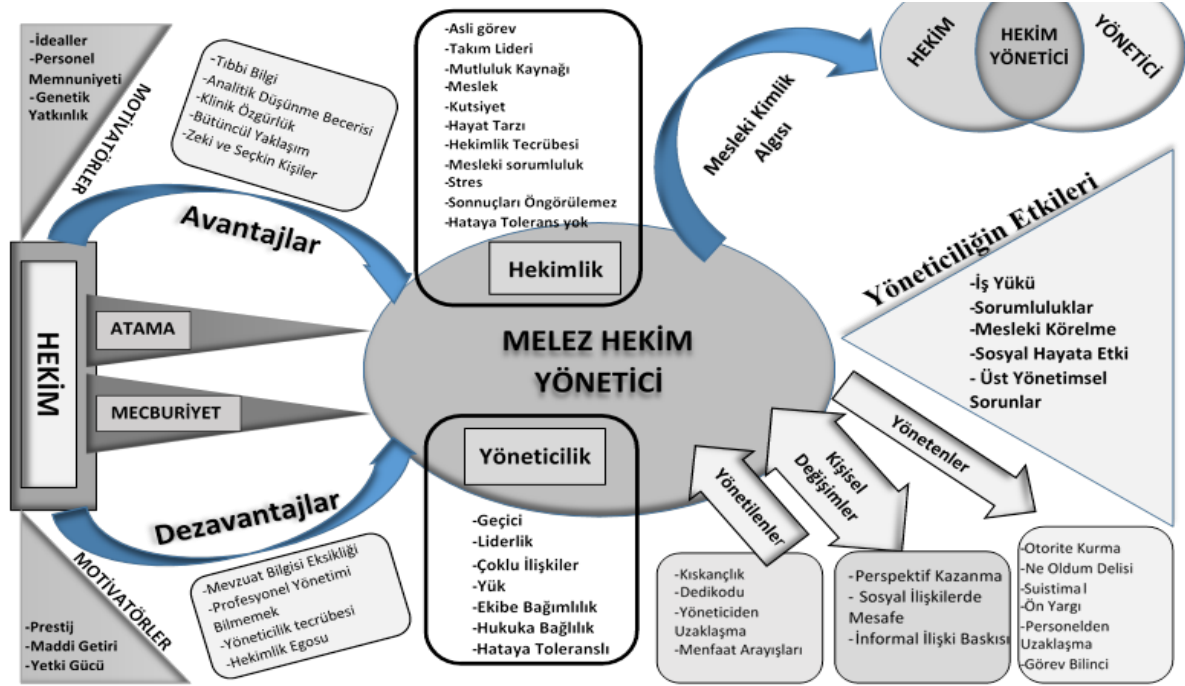 -İdealler
-Personel
Memnuniyeti
-Genetik
Yatkınlık
MOTİVATÖRLER
-Tıbbi Bilgi
-Analitik Düşünme Becerisi
-Klinik Özgürlük
-Bütüncül Yaklaşım
-Zeki ve Seçkin Kişiler
Avantajlar
-Asli görev
-Takım Lideri
-Mutluluk Kaynağı
-Meslek
-Kutsiyet
-Hayat Tarzı
-Hekimlik Tecrübesi
-Mesleki sorumluluk
-Stres
-Sonnuçları Öngörülemez
-Hataya Tolerans yok
Hekimlik
Mesleki Kimlik
Algısı
HEKİM
HEKİM
YÖNETİCİ
YÖNETİCİ
HEKİM
ATAMA
MECBURİYET
MELEZ HEKİM
YÖNETİCİ
Yöneticiliğin Etkileri
-İş Yükü
-Sorumluluklar
-Mesleki Körelme
-Sosyal Hayata Etki
- Üst Yönetimsel
Sorunlar
Dezavantajlar
MOTİVATÖRLER
-Prestij
-Maddi Getiri
-Yetki Gücü
-Mevzuat Bilgisi Eksikliği
-Profesyonel Yönetimi
Bilmemek
-Yöneticilik tecrübesi
-Hekimlik Egosu
Yöneticilik
-Geçici
-Liderlik
-Çoklu İlişkiler
-Yük
-Ekibe Bağımlılık
-Hukuka Bağlılık
-Hataya Toleranslı
Yönetilenler
Kişisel
Değişimler
Yönetenler
-Kıskançlık
-Dedikodu
-Yöneticiden
Uzaklaşma
-Menfaat Arayışları
-Perspektif Kazanma
- Sosyal İlişkilerde
Mesafe
-İnformal İlişki Baskısı
-Otorite Kurma
-Ne Oldum Delisi
-Suistimal
-Ön Yargı
-Personelden
Uzaklaşma
-Görev Bilinci